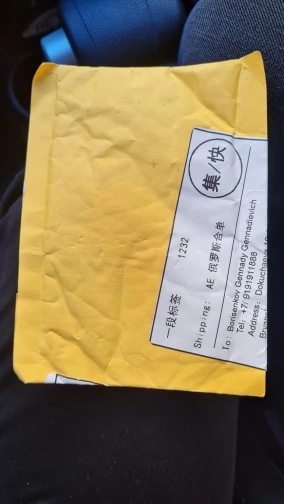 集/快
一段标签 1232
Shipping: AE 俄罗斯合单
To: Borisenkov Gennady Gennadievich
Tel: +7/ 9191911888
Address: Dokuchaeva